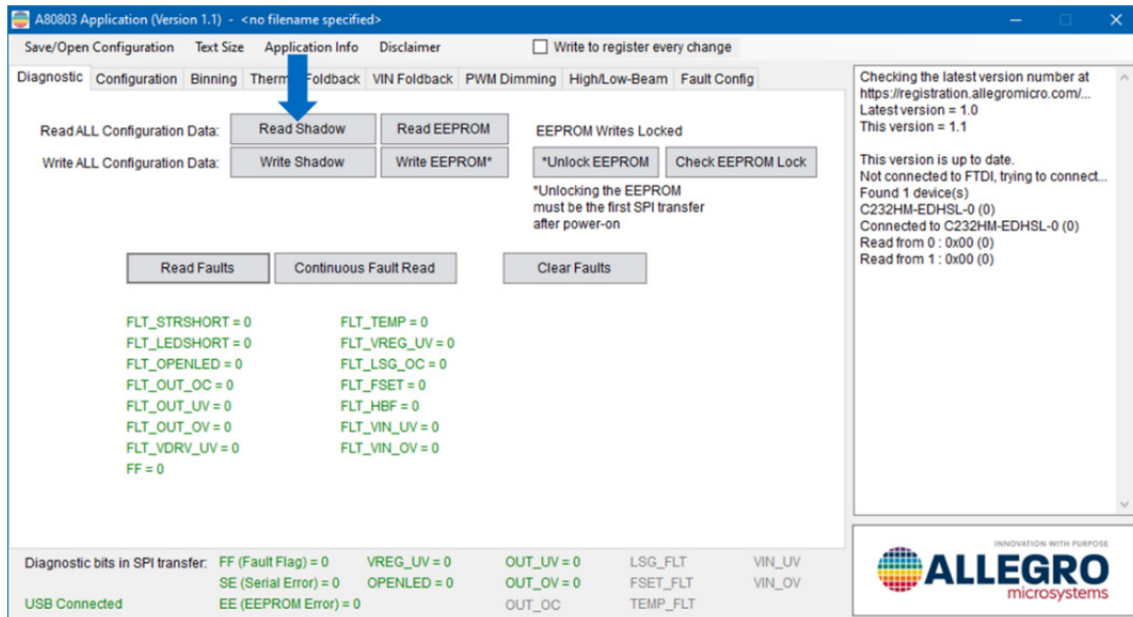 A80803 Application (Version 1.1) - <no filename specified>
Save/Open Configuration Text Size Application Info Disclaimer Write to register every change
Diagnostic Configuration Binning Therm Foldback VIN Foldback PWM Dimming High/Low-Beam Fault Config
Read ALL Configuration Data: Read Shadow Read EEPROM EEPROM Writes Locked
Write ALL Configuration Data: Write Shadow Write EEPROM* *Unlock EEPROM Check EEPROM Lock
*Unlocking the EEPROM
must be the first SPI transfer
after power-on
Read Faults Continuous Fault Read Clear Faults
FLT_STRSHORT = 0 FLT_TEMP = 0
FLT_LEDSHORT = 0 FLT_VREG_UV = 0
FLT_OPENLED = 0 FLT_LSG_OC = 0
FLT_OUT_OC = 0 FLT_FSET = 0
FLT_OUT_UV = 0 FLT_HBF = 0
FLT_OUT_OV = 0 FLT_VIN_UV = 0
FLT_VDRV_UV = 0 FLT_VIN_OV = 0
FF = 0
Checking the latest version number at
https://registration.allegromicro.com/...
Latest version = 1.0
This version = 1.1
This version is up to date.
Not connected to FTDI, trying to connect...
Found 1 device(s)
C232HM-EDHSL-0 (0)
Connected to C232HM-EDHSL-0 (0)
Read from 0 : 0x00 (0)
Read from 1 : 0x00 (0)
Diagnostic bits in SPI transfer: FF (Fault Flag) = 0 VREG_UV = 0 OUT_UV = 0 LSG_FLT VIN_UV
SE (Serial Error) = 0 OPENLED = 0 OUT_OV = 0 FSET_FLT VIN_OV
USB Connected EE (EEPROM Error) = 0 OUT_OC TEMP_FLT
INNOVATION WITH PURPOSE
ALLEGRO
microsystems